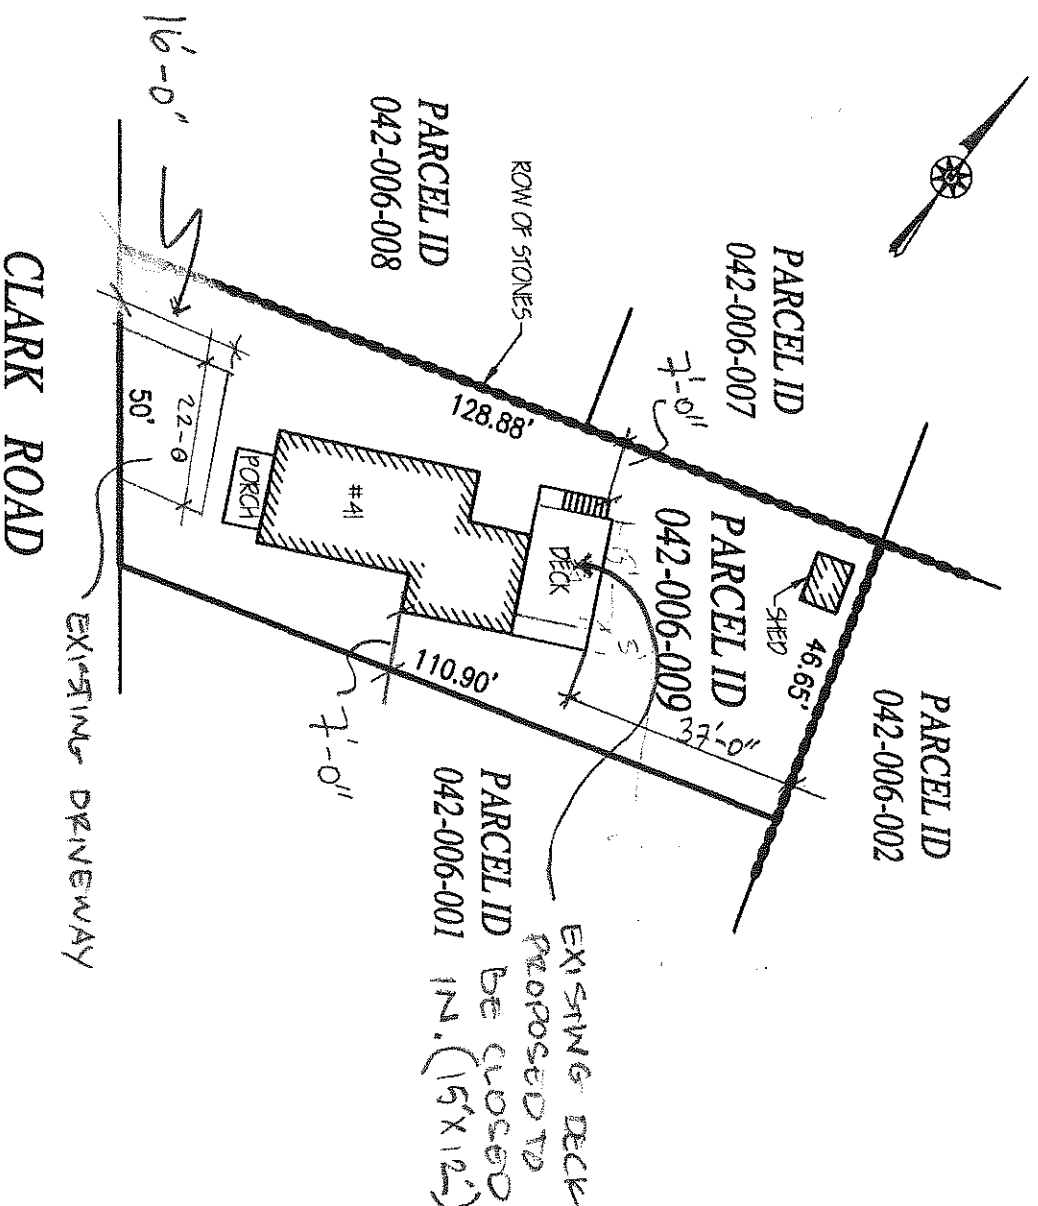 PARCEL ID
042-006-002
PARCEL ID
042-006-007
46.65'
SHED
PARCEL ID
042-006-009
37'-0"
7'-0"
PARCEL ID
042-006-008
ROW OF STONES
128.88'
DECK
15'
#41
PORCH
110.90'
7'-0"
PARCEL ID
042-006-001
EXISTING DECK
PROPOSED TO
BE CLOSED
IN. (15'X12')
16'-0"
22-0
50'
EXISTING DRIVEWAY
CLARK ROAD